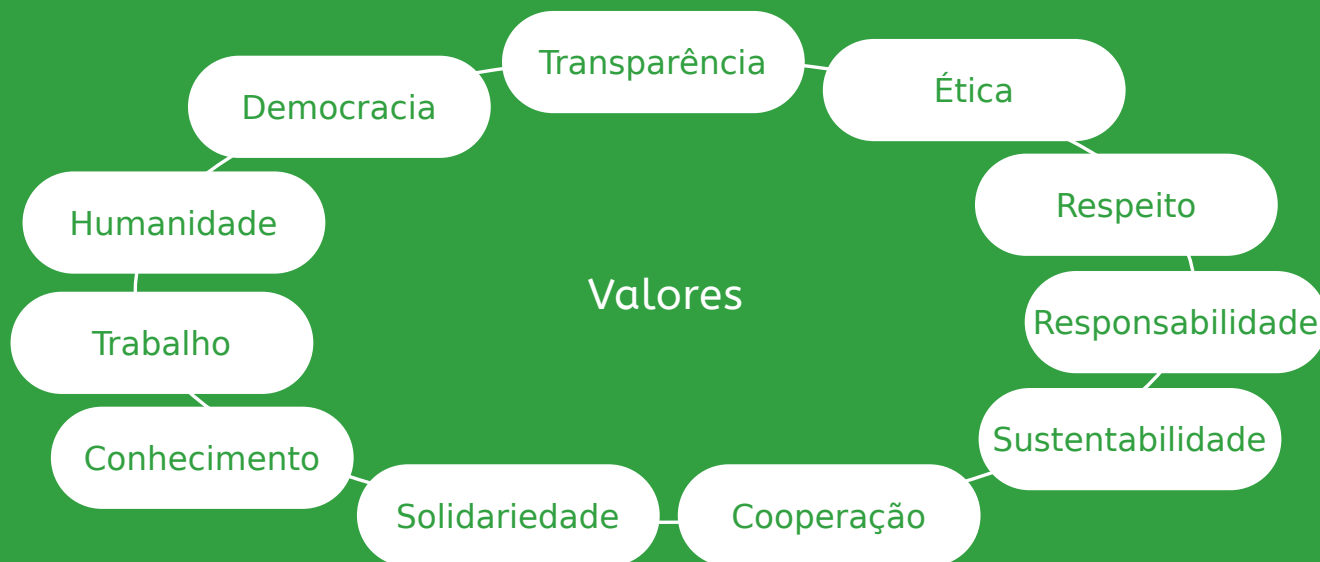 Transparência
Ética
Respeito
Responsabilidade
Sustentabilidade
Cooperação
Solidariedade
Conhecimento
Trabalho
Humanidade
Democracia
Valores